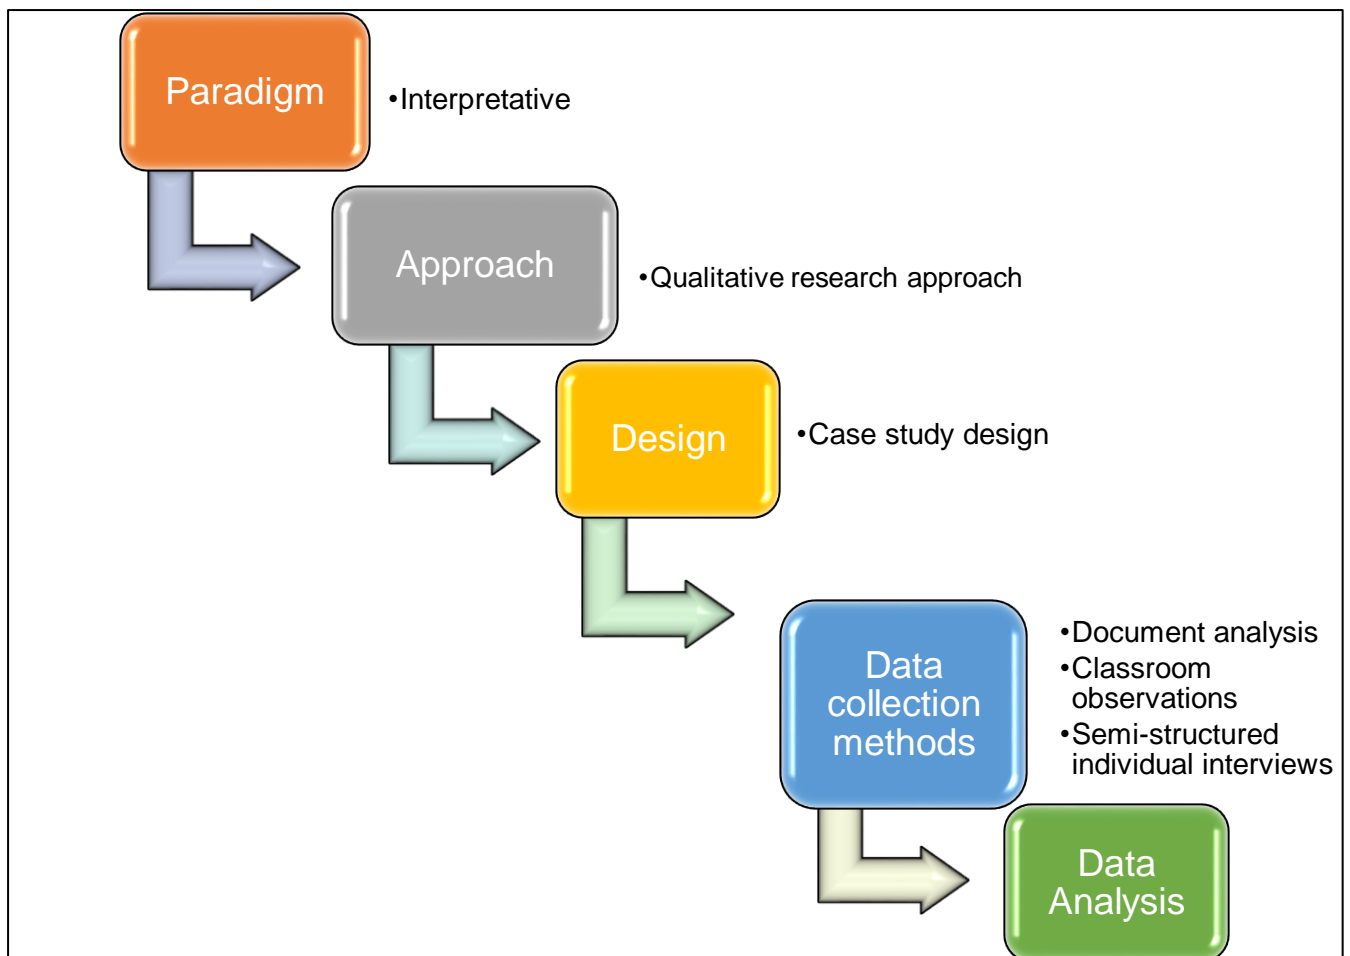 Paradigm
•Interpretative
Approach
•Qualitative research approach
Design
•Case study design
Data
collection
methods
•Document analysis
•Classroom
observations
•Semi-structured
individual interviews
Data
Analysis